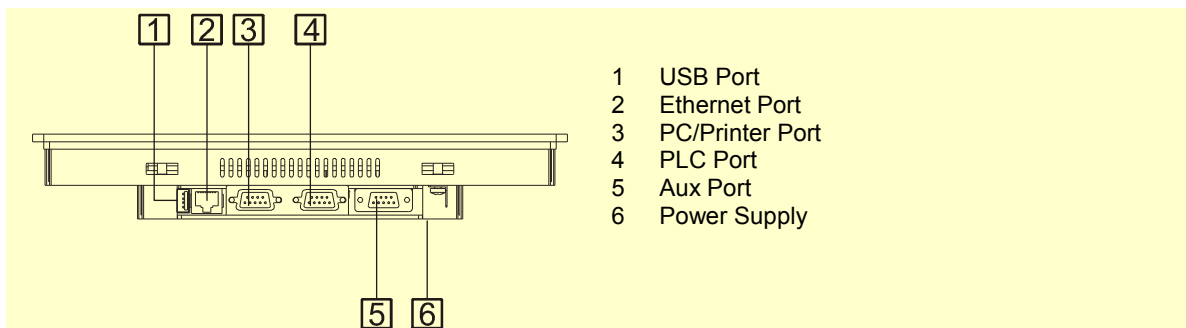 1 2 3 4
1 USB Port
2 Ethernet Port
3 PC/Printer Port
4 PLC Port
5 Aux Port
6 Power Supply
5 6